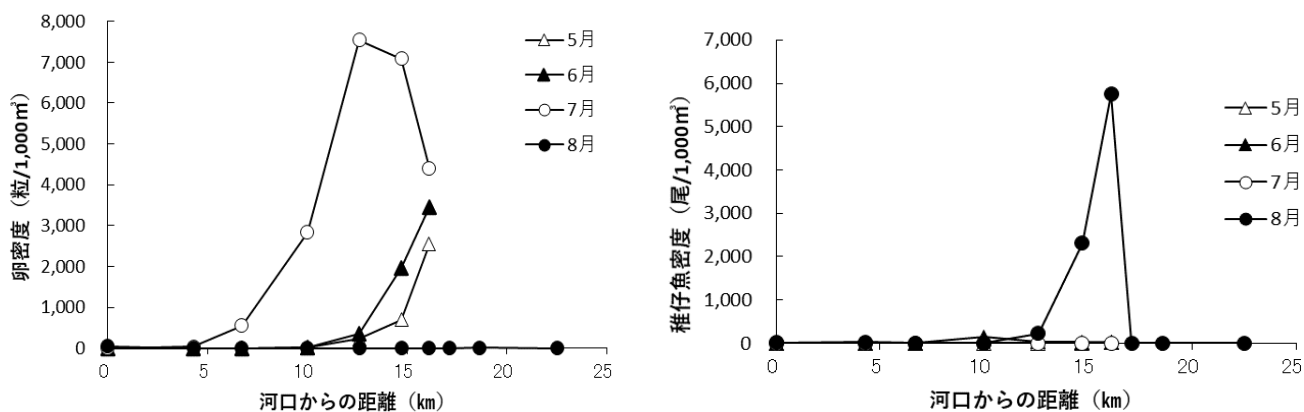 8,000
7,000
6,000
5,000
4,000
3,000
2,000
1,000
0
卵密度（粒/1,000㎥）
0 5 10 15 20 25
河口からの距離（㎞）
5月
6月
7月
8月
7,000
6,000
5,000
4,000
3,000
2,000
1,000
0
稚仔魚密度（尾/1,000㎥）
0 5 10 15 20 25
河口からの距離（㎞）
5月
6月
7月
8月